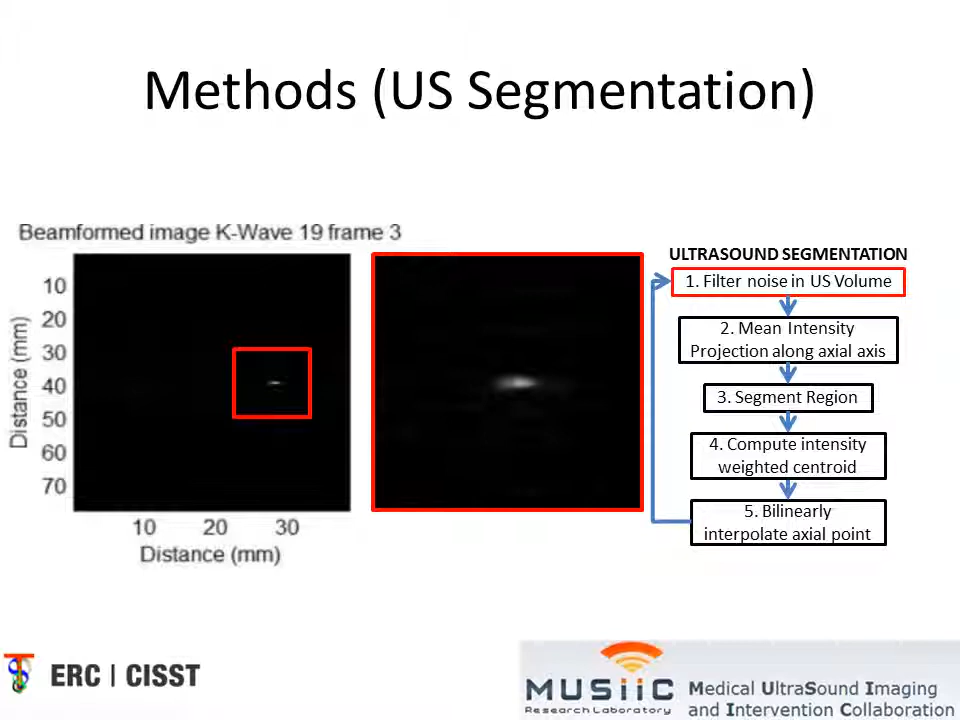 Methods (US Segmentation)
Beamformed image K-Wave 19 frame 3
10
20
30
40
50
60
70
Distance (mm)
10 20 30
Distance (mm)
ULTRASOUND SEGMENTATION
1. Filter noise in US Volume
2. Mean Intensity
Projection along axial axis
3. Segment Region
4. Compute intensity
weighted centroid
5. Bilinearly
interpolate axial point
ERC | CISST
MUSiiC
Research Laboratory
Medical UltraSound Imaging
and Intervention Collaboration